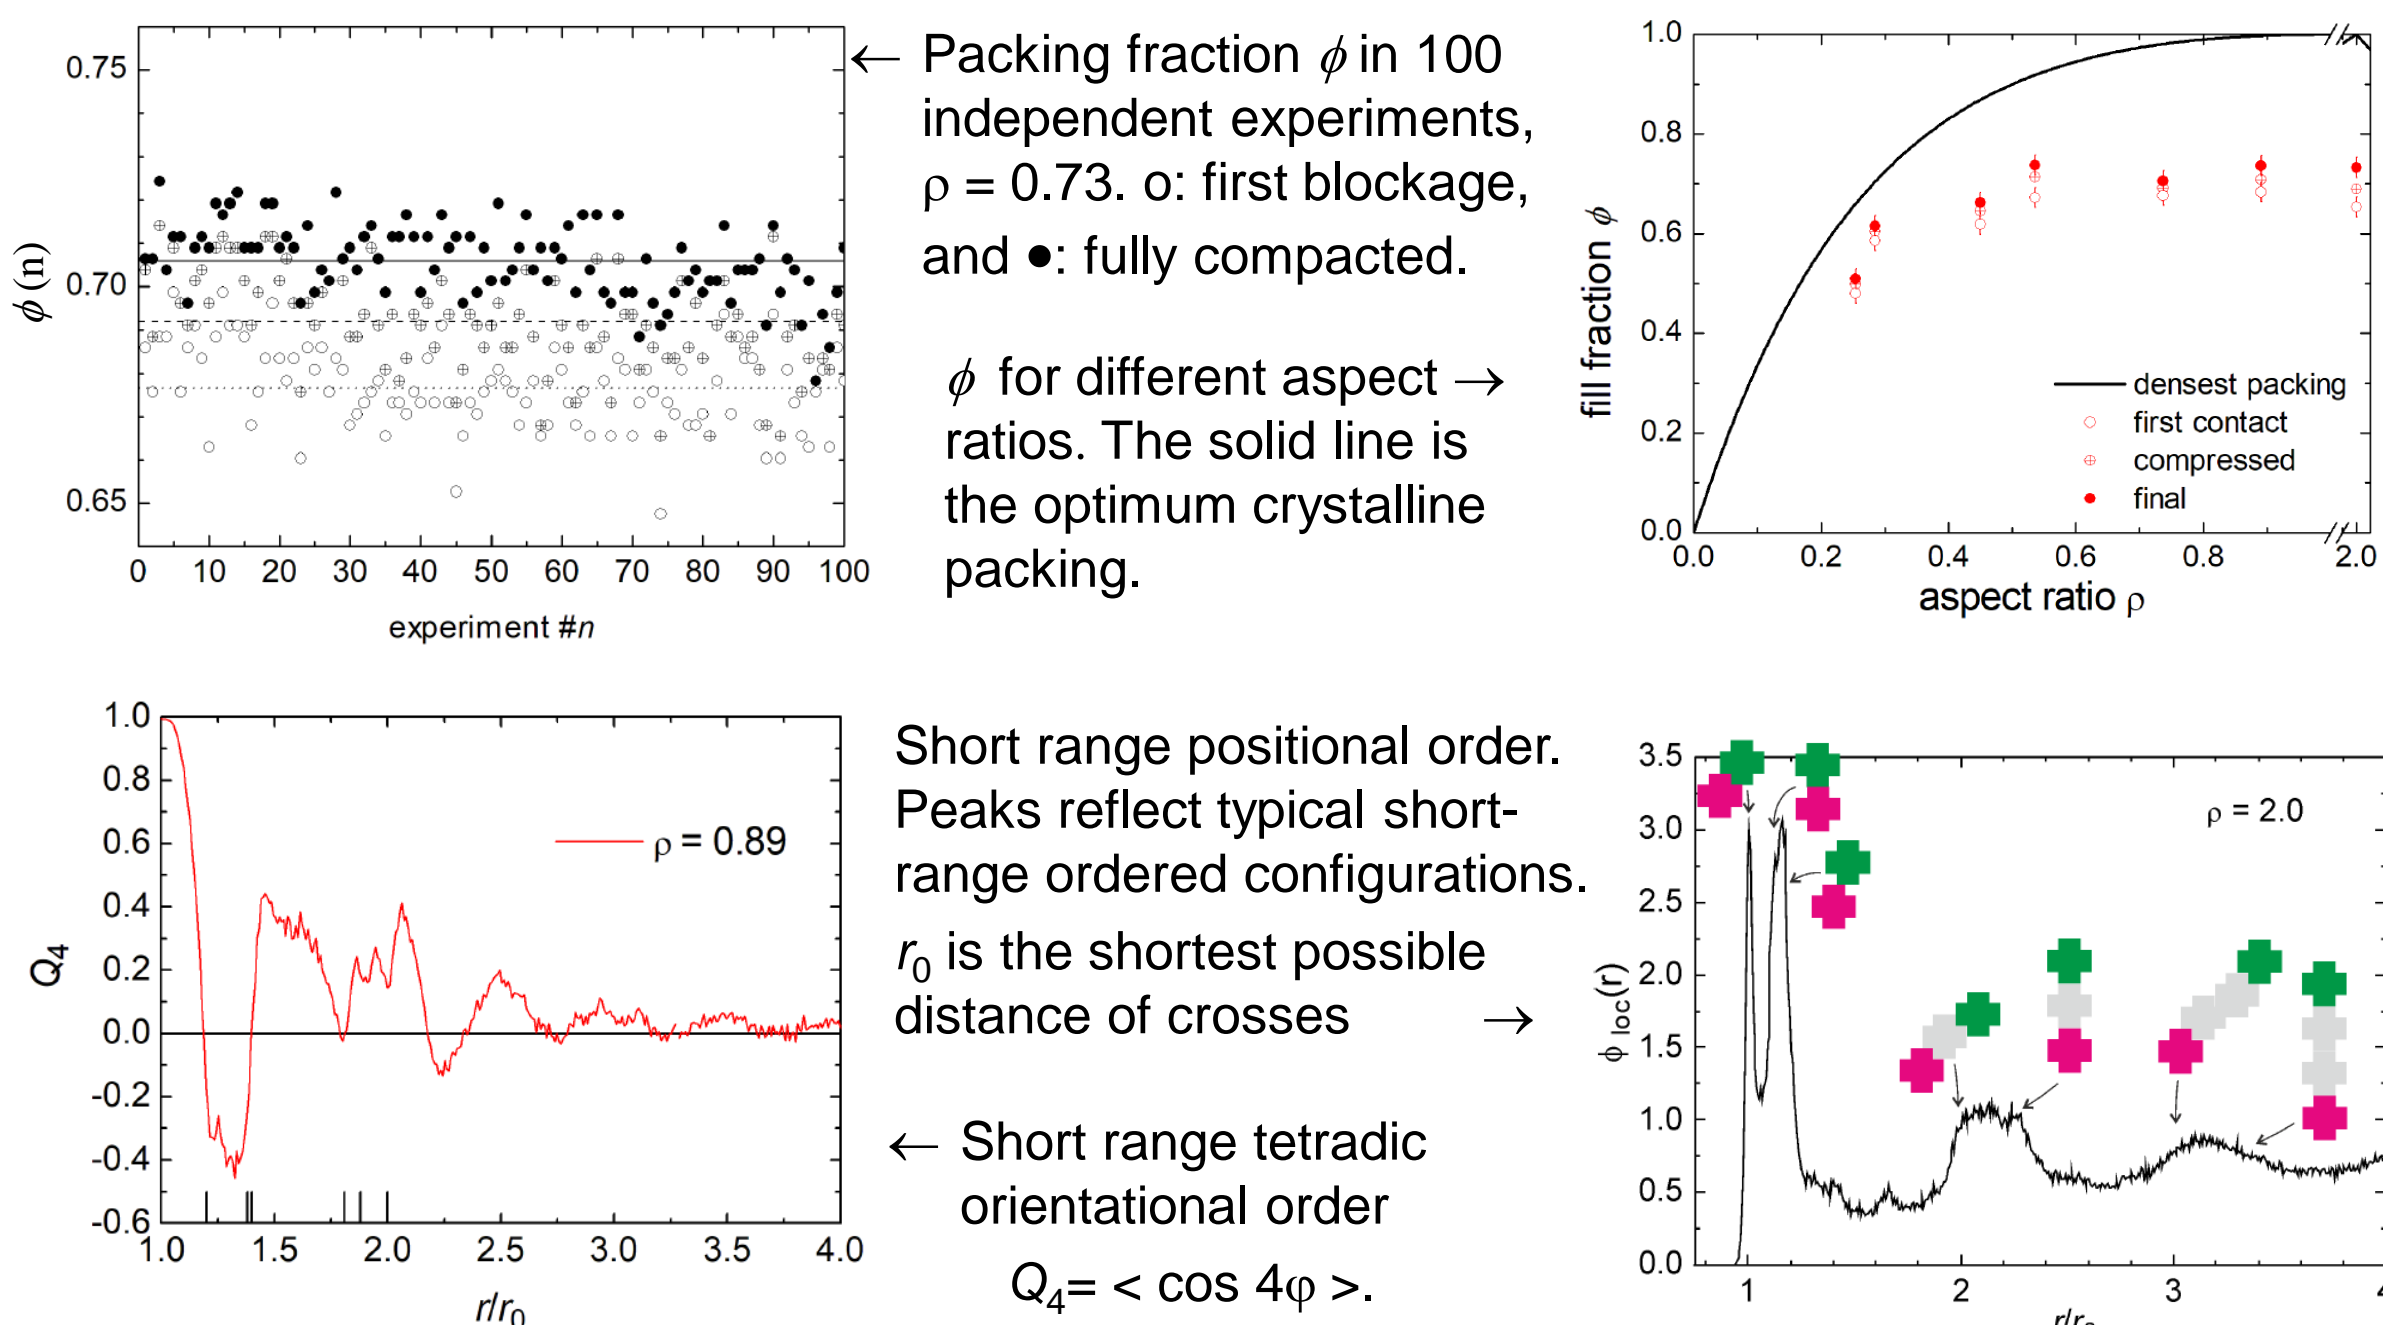 ← Packing fraction ϕ in 100
independent experiments,
ρ = 0.73. o: first blockage,
and ●: fully compacted.
ϕ for different aspect →
ratios. The solid line is
the optimum crystalline
packing.
0.75
0.70
0.65
ϕ (n)
0 10 20 30 40 50 60 70 80 90 100
experiment #n
1.0
0.8
0.6
0.4
0.2
0.0
fill fraction ϕ
densest packing
first contact
compressed
final
0.0 0.2 0.4 0.6 0.8 2.0
aspect ratio ρ
1.0
0.8
0.6
0.4
0.2
0.0
-0.2
-0.4
-0.6
Q4
ρ = 0.89
1.0 1.5 2.0 2.5 3.0 3.5 4.0
r/r0
Short range positional order.
Peaks reflect typical short-
range ordered configurations.
r0 is the shortest possible
distance of crosses →
← Short range tetradic
orientational order
Q4= < cos 4φ >.
3.5
3.0
2.5
2.0
1.5
1.0
0.5
0.0
ϕ loc(r)
ρ = 2.0
1 2 3 4